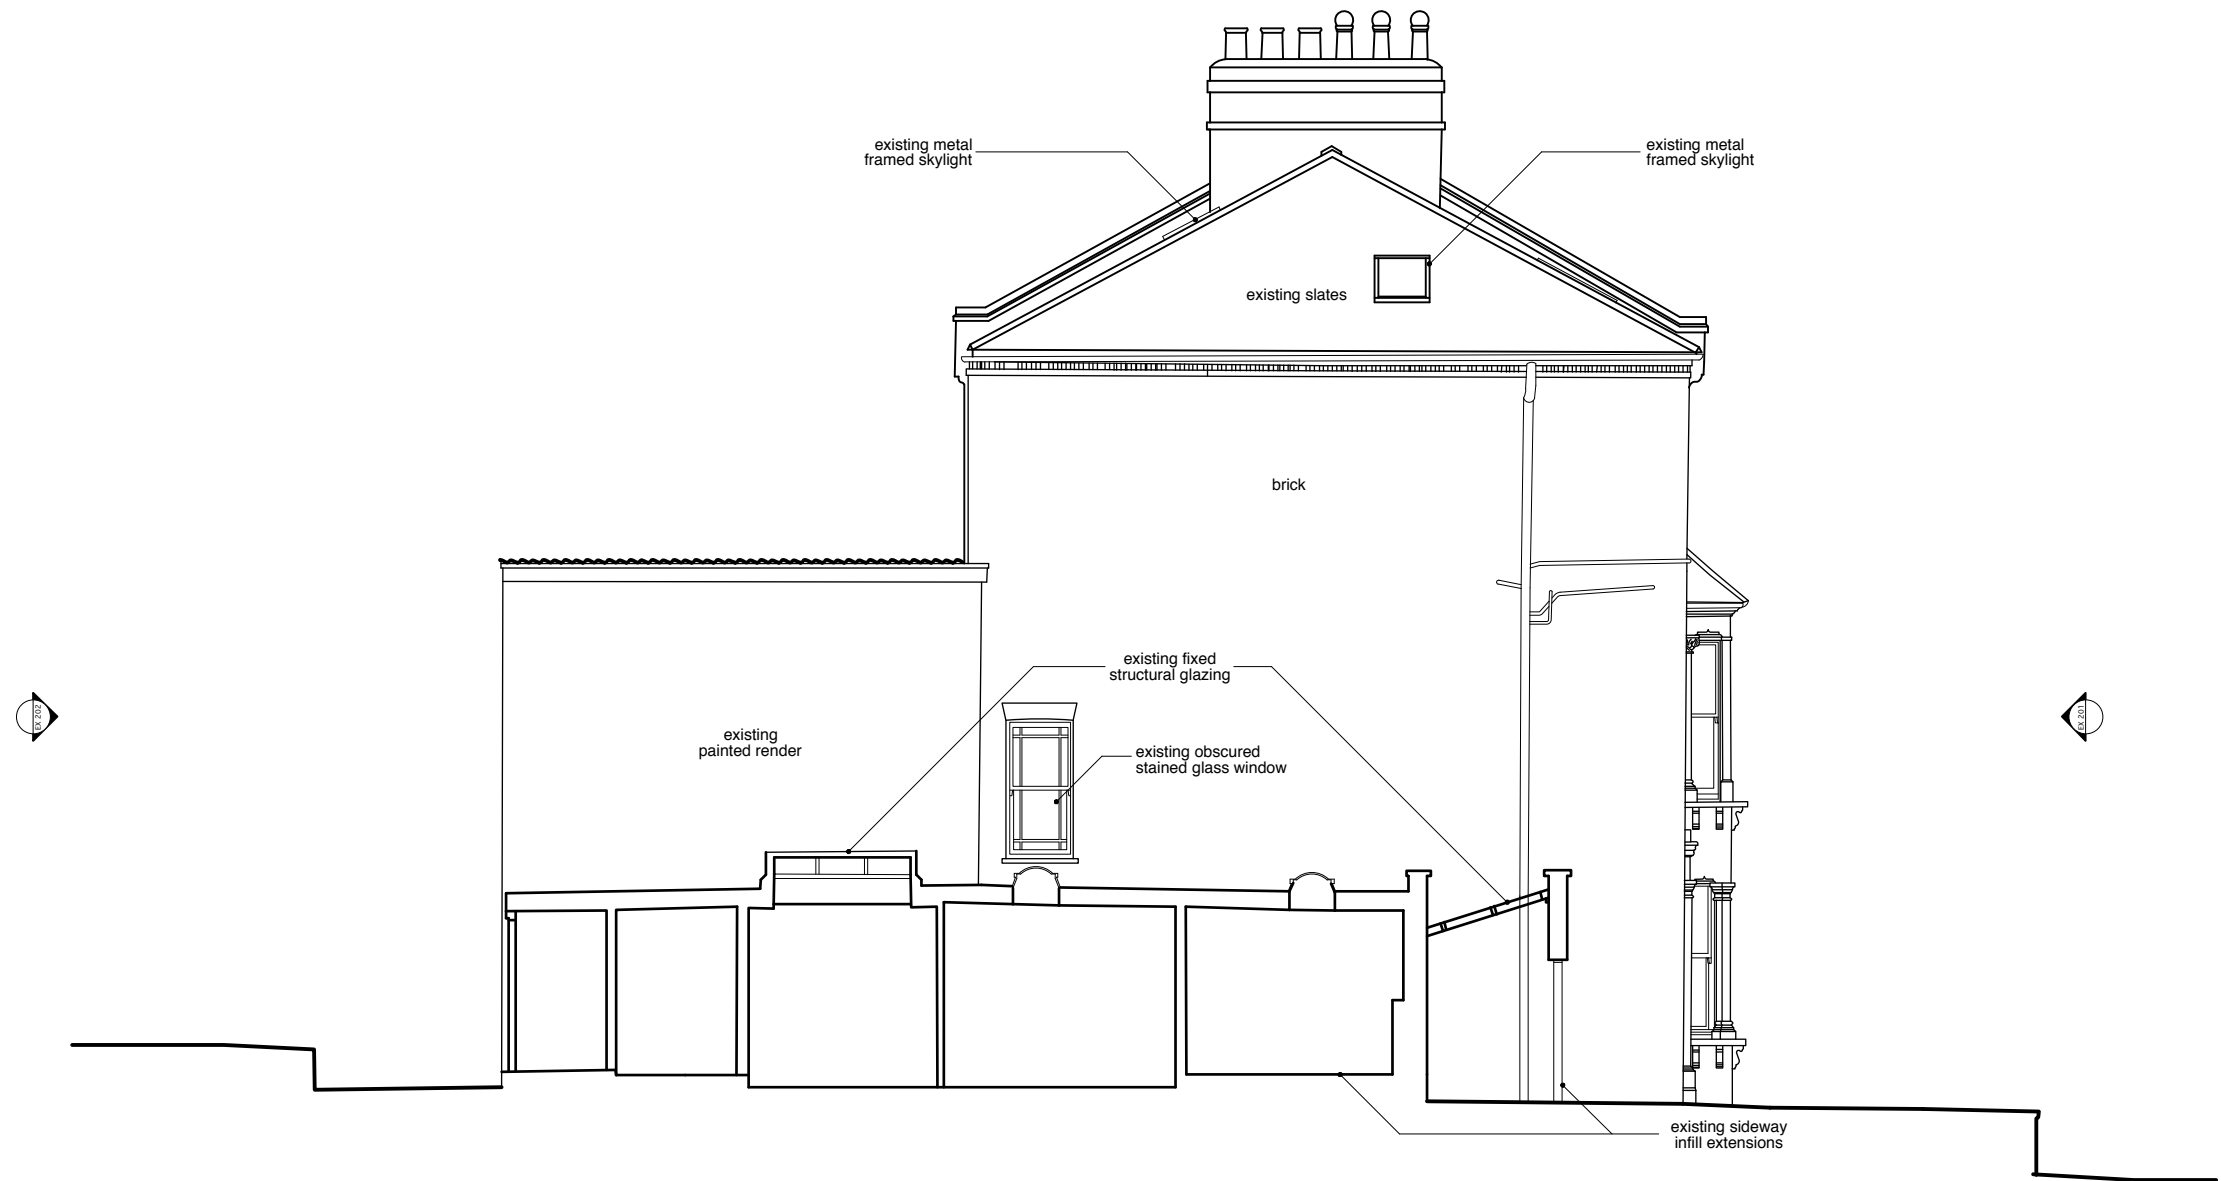 existing metal
framed skylight
existing metal
framed skylight
existing slates
brick
existing fixed
structural glazing
EX 202
EX 201
existing
painted render
existing obscured
stained glass window
existing sideway
infill extensions